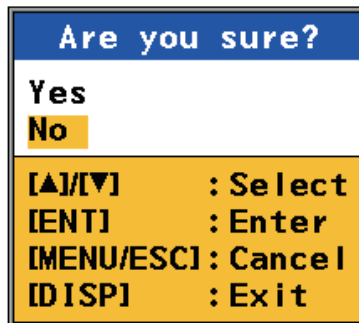 Are you sure?
Yes
No
[▲]/[▼] :Select
[ENT] :Enter
[MENU/ESC]:Cancel
[DISP] :Exit